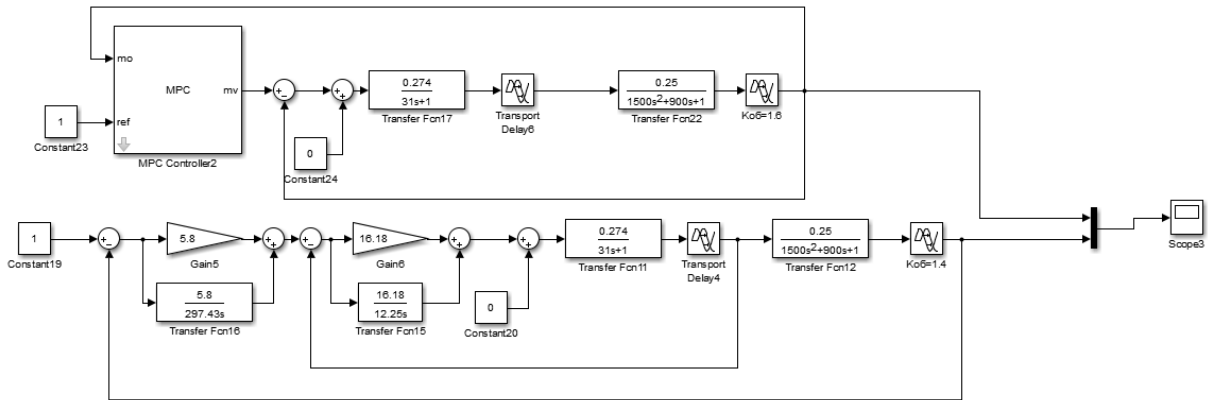 mo
MPC
mv
ref
1
Constant23
MPC Controller2
+
−
+
+
0
Constant24
0.274
31s+1
Transfer Fcn17
Transport
Delay6
0.25
1500s²+900s+1
Transfer Fcn22
Коб=1.6
1
Constant19
+
−
5.8
Gain5
5.8
297.43s
Transfer Fcn16
+
+
+
−
16.18
Gain6
16.18
12.25s
Transfer Fcn15
+
+
0
Constant20
+
+
0.274
31s+1
Transfer Fcn11
Transport
Delay4
0.25
1500s²+900s+1
Transfer Fcn12
Коб=1.4
Scope3